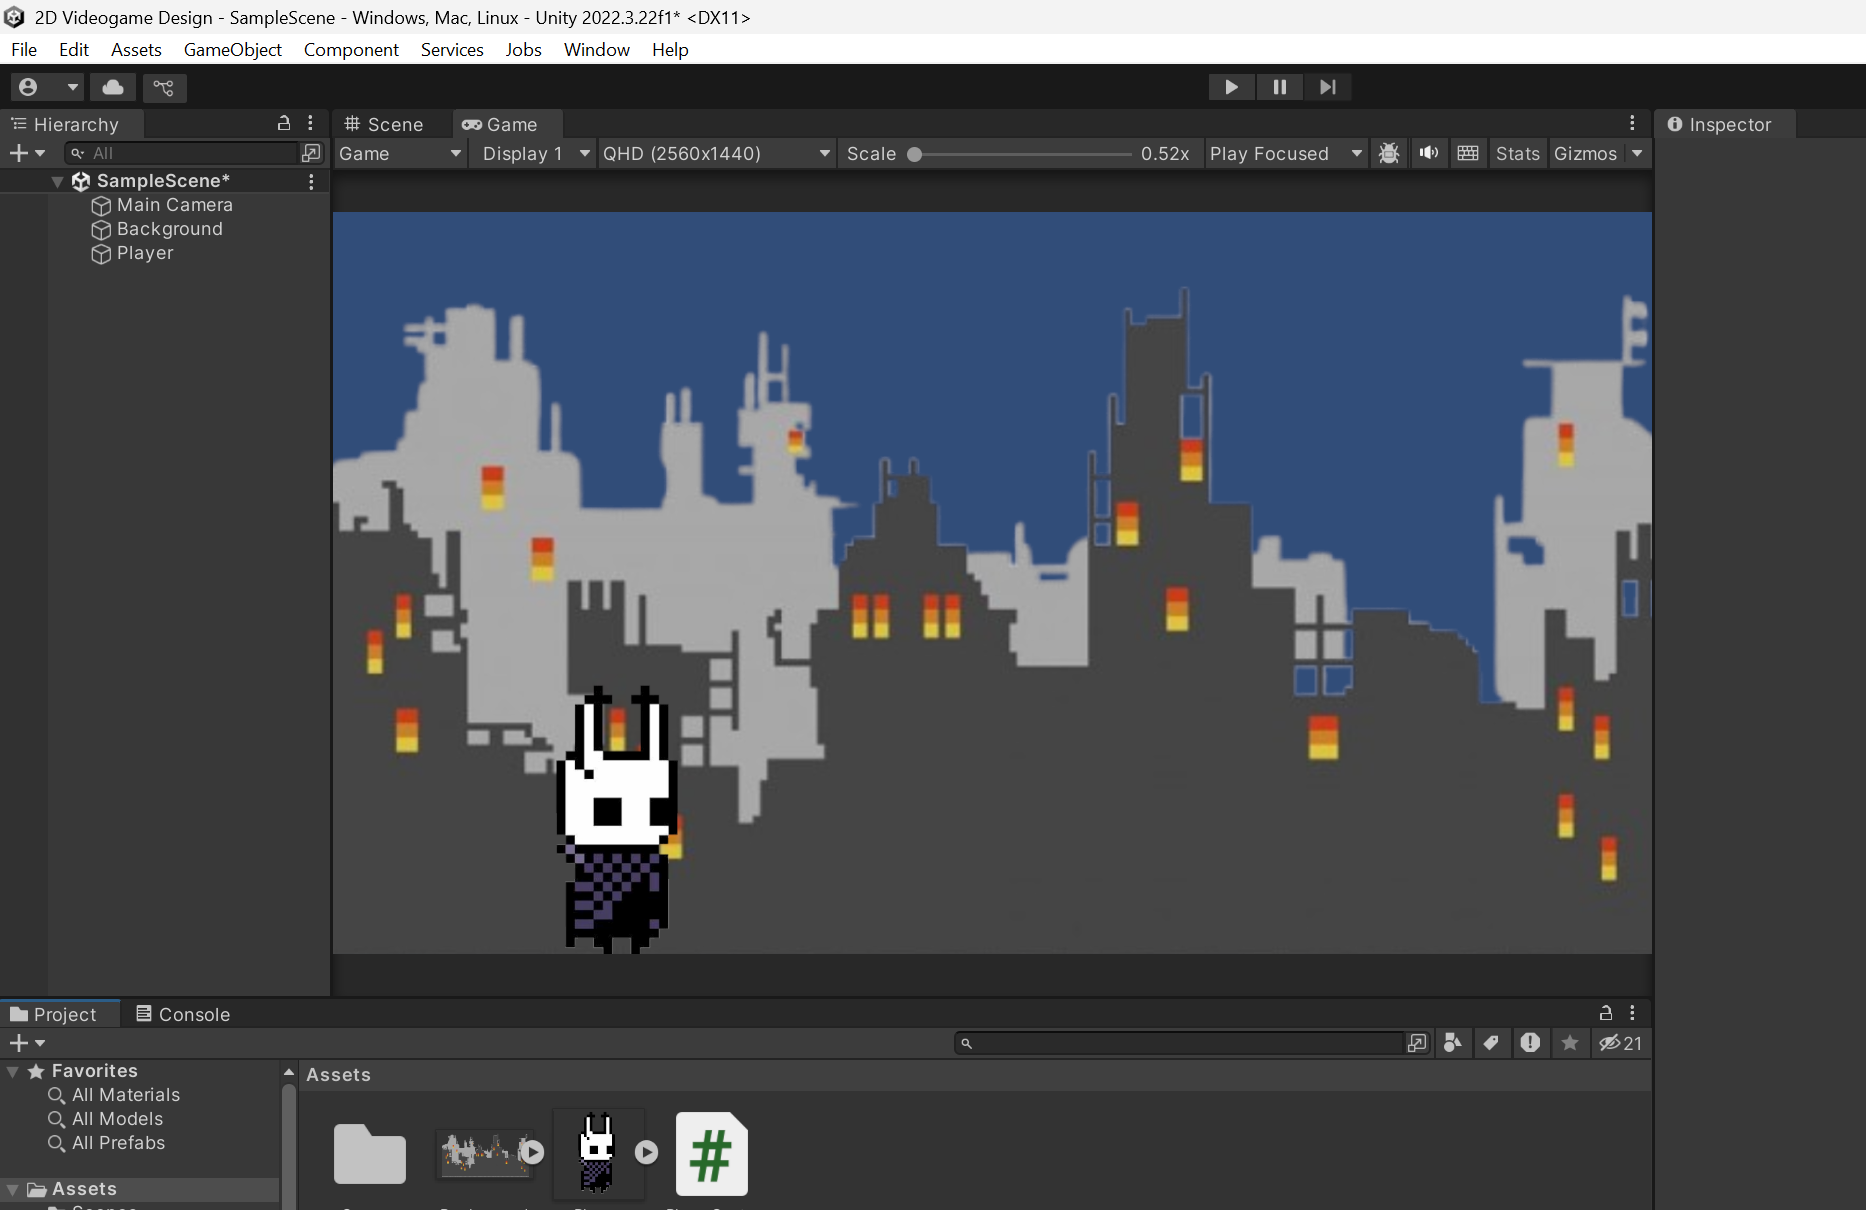 2D Videogame Design - SampleScene - Windows, Mac, Linux - Unity 2022.3.22f1* <DX11>
File Edit Assets GameObject Component Services Jobs Window Help
Hierarchy
Scene Game
Inspector
All
Game Display 1 QHD (2560x1440) Scale 0.52x Play Focused Stats Gizmos
SampleScene*
Main Camera
Background
Player
Project Console
21
Favorites
All Materials
All Models
All Prefabs
Assets
Assets